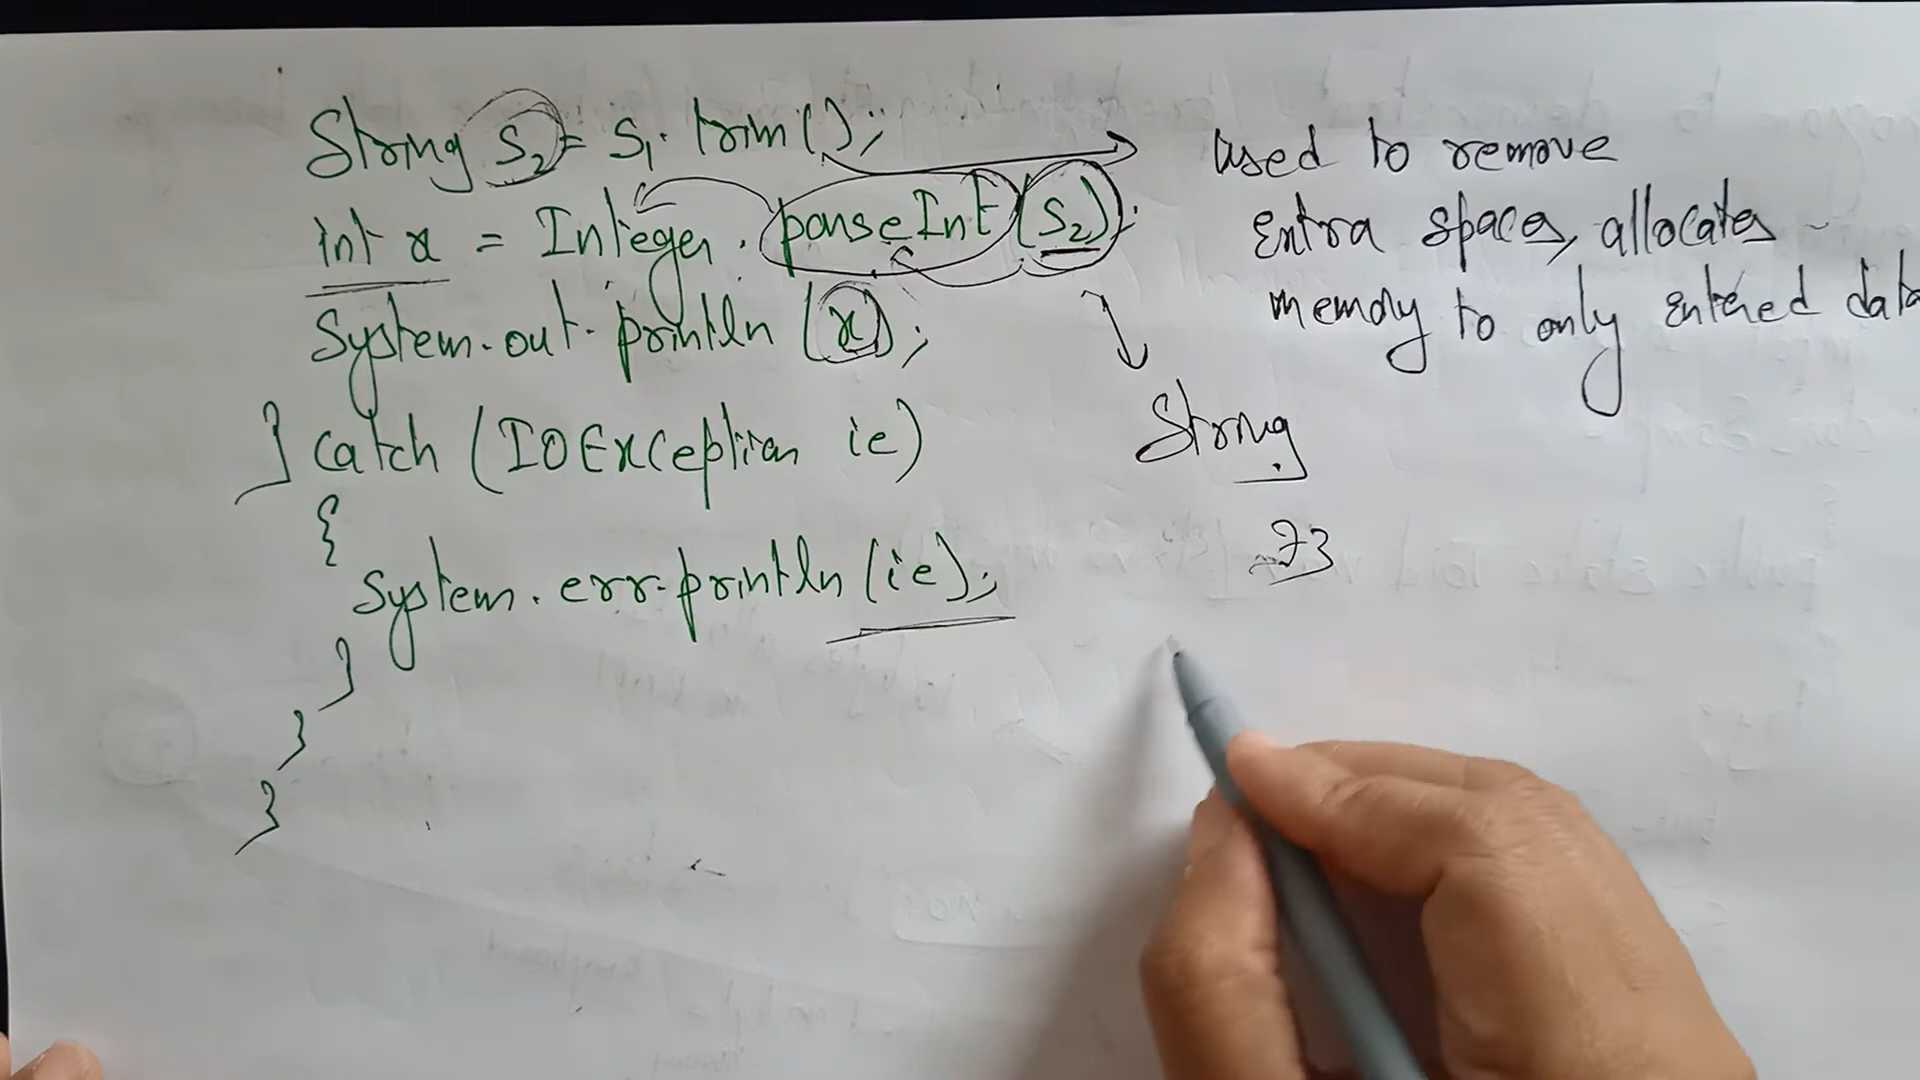 String s2 = s1. trim();
int x = Integer. parseInt (s2);
System.out.println (x);
} catch (IOException ie)
{
System.err.println (ie);
}
}
}
used to remove
Extra spaces, allocates
memory to only entered data
String
73